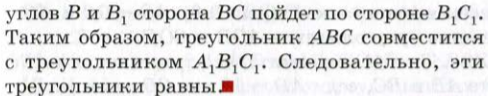 углов B и B₁ сторона BC пойдет по стороне B₁C₁.
Таким образом, треугольник ABC совместится
с треугольником A₁B₁C₁. Следовательно, эти
треугольники равны.■